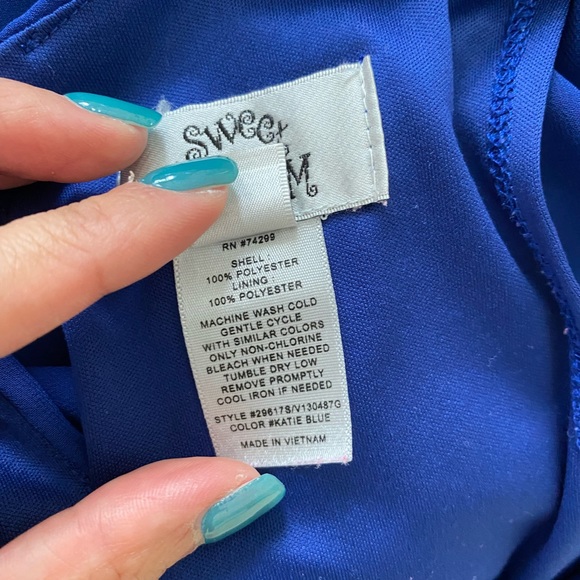 Sweet
M
RN #74299
SHELL :
100% POLYESTER
LINING :
100% POLYESTER
MACHINE WASH COLD
GENTLE CYCLE
WITH SIMILAR COLORS
ONLY NON-CHLORINE
BLEACH WHEN NEEDED
TUMBLE DRY LOW
REMOVE PROMPTLY
COOL IRON IF NEEDED
STYLE #29617S/V130487G
COLOR #KATIE BLUE
MADE IN VIETNAM